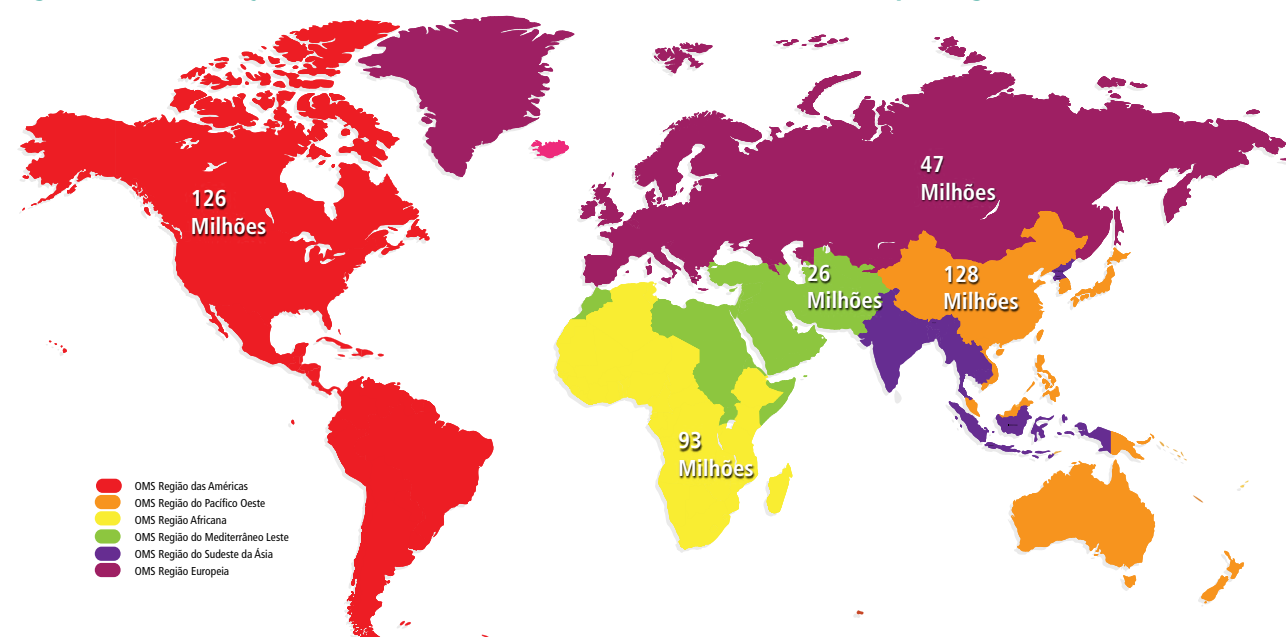 47
Milhões
126
Milhões
26
Milhões
128
Milhões
93
Milhões
OMS Região das Américas
OMS Região do Pacífico Oeste
OMS Região Africana
OMS Região do Mediterrâneo Leste
OMS Região do Sudeste da Ásia
OMS Região Europeia